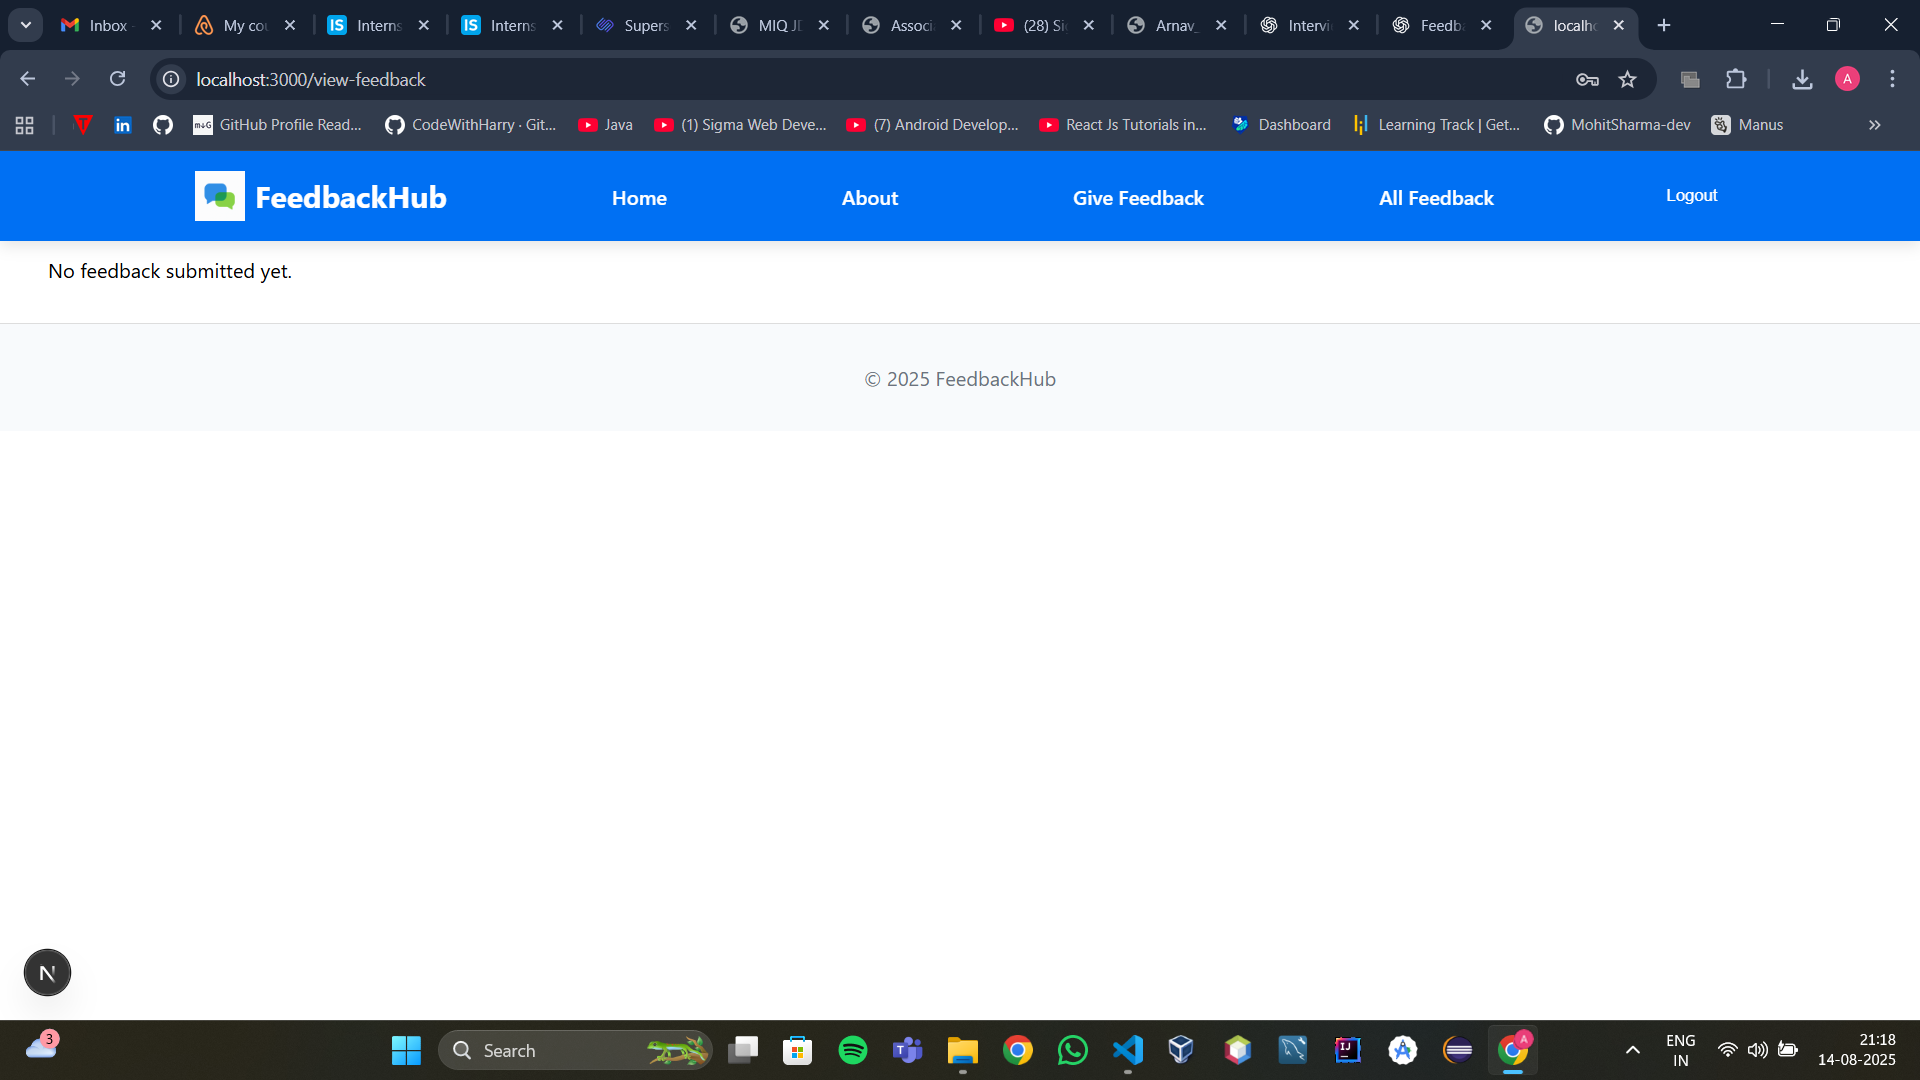 Inbox
My cou
Interns
Interns
Supers
MIQ JD
Associa
(28) Si
Arnav_
Intervi
Feedba
localho
localhost:3000/view-feedback
A
GitHub Profile Read...
CodeWithHarry · Git...
Java
(1) Sigma Web Deve...
(7) Android Develop...
React Js Tutorials in...
Dashboard
Learning Track | Get...
MohitSharma-dev
Manus
FeedbackHub
Home
About
Give Feedback
All Feedback
Logout
No feedback submitted yet.
© 2025 FeedbackHub
N
3
Search
ENG
IN
21:18
14-08-2025